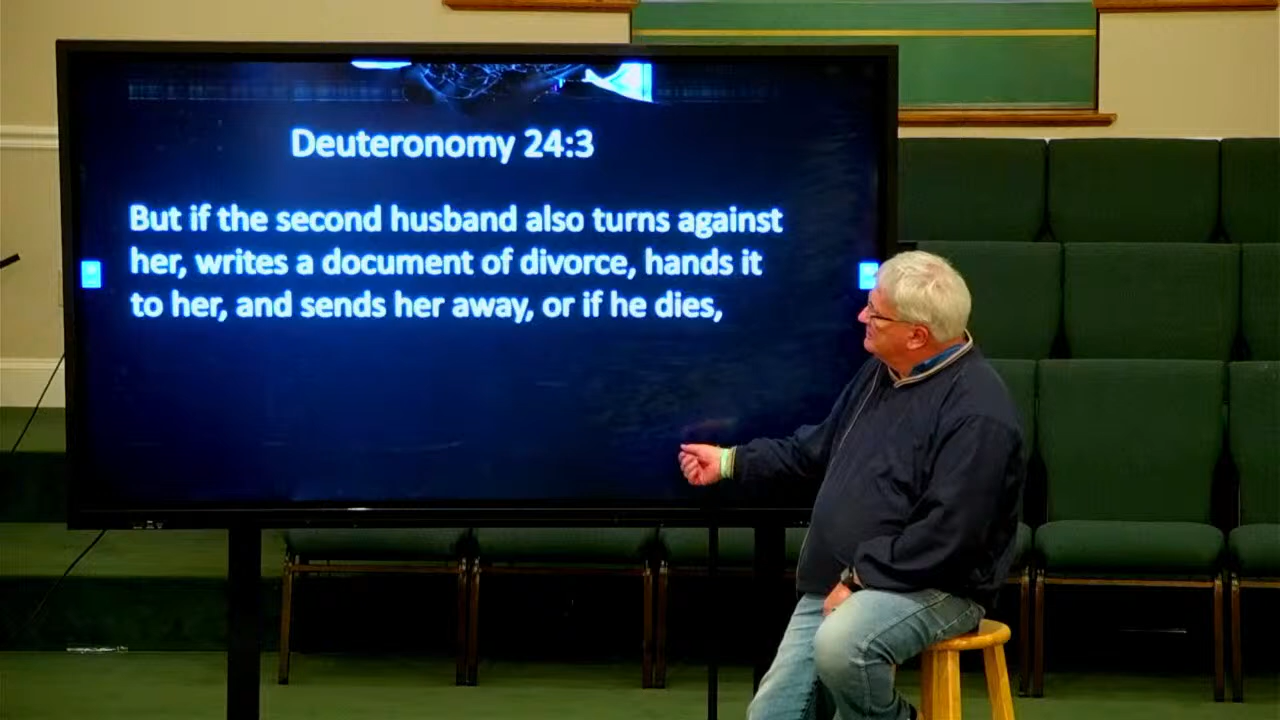 Deuteronomy 24:3
But if the second husband also turns against
her, writes a document of divorce, hands it
to her, and sends her away, or if he dies,